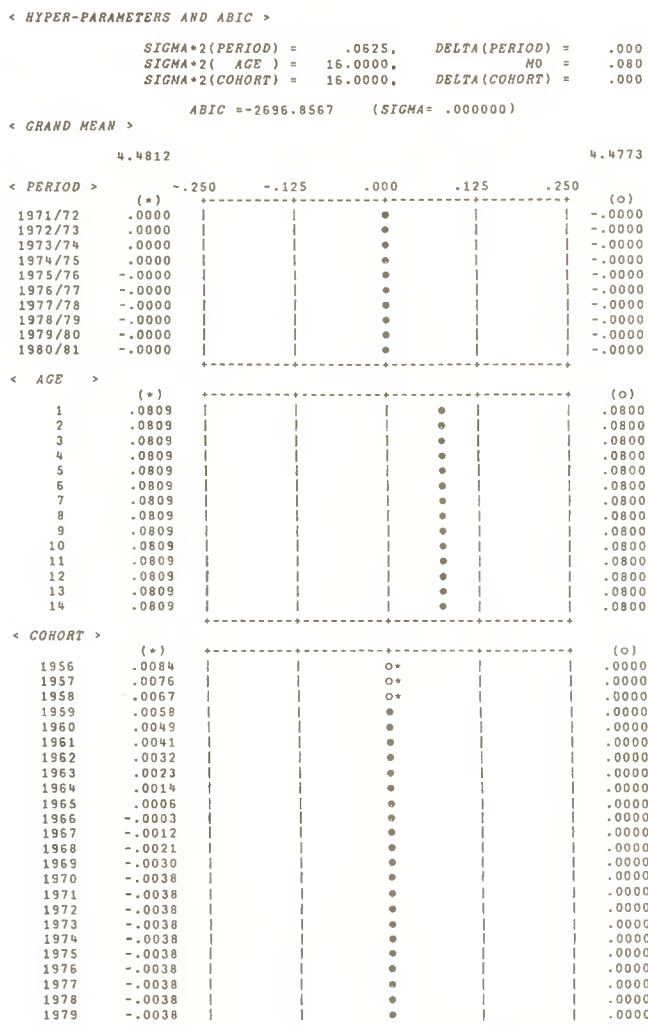 < HYPER-PARAMETERS AND ABIC >
SIGMA*2(PERIOD) = .0625, DELTA(PERIOD) = .000
SIGMA*2( AGE ) = 16.0000, MO = .080
SIGMA*2(COHORT) = 16.0000, DELTA(COHORT) = .000
ABIC =-2696.8567 (SIGMA= .000000)
< GRAND MEAN >
4.4812 4.4773
< PERIOD > -.250 -.125 .000 .125 .250
(*) (o)
1971/72 .0000 -.0000
1972/73 .0000 -.0000
1973/74 .0000 -.0000
1974/75 .0000 -.0000
1975/76 -.0000 -.0000
1976/77 -.0000 -.0000
1977/78 -.0000 -.0000
1978/79 -.0000 -.0000
1979/80 -.0000 -.0000
1980/81 -.0000 -.0000
< AGE >
(*) (o)
1 .0809 .0800
2 .0809 .0800
3 .0809 .0800
4 .0809 .0800
5 .0809 .0800
6 .0809 .0800
7 .0809 .0800
8 .0809 .0800
9 .0809 .0800
10 .0809 .0800
11 .0809 .0800
12 .0809 .0800
13 .0809 .0800
14 .0809 .0800
< COHORT >
(*) (o)
1956 .0084 o* .0000
1957 .0076 o* .0000
1958 .0067 o* .0000
1959 .0058 .0000
1960 .0049 .0000
1961 .0041 .0000
1962 .0032 .0000
1963 .0023 .0000
1964 .0014 .0000
1965 .0006 .0000
1966 -.0003 .0000
1967 -.0012 .0000
1968 -.0021 .0000
1969 -.0030 .0000
1970 -.0038 .0000
1971 -.0038 .0000
1972 -.0038 .0000
1973 -.0038 .0000
1974 -.0038 .0000
1975 -.0038 .0000
1976 -.0038 .0000
1977 -.0038 .0000
1978 -.0038 .0000
1979 -.0038 .0000